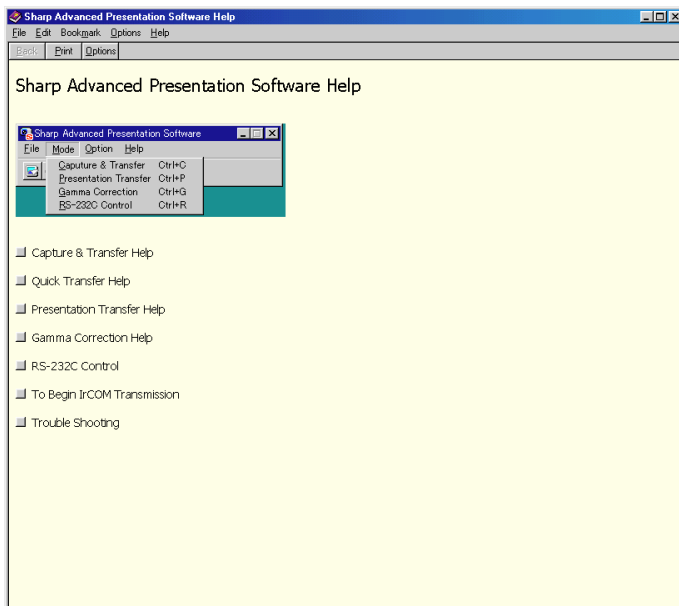 Sharp Advanced Presentation Software Help
File Edit Bookmark Options Help
Back Print Options
Sharp Advanced Presentation Software Help
Sharp Advanced Presentation Software
File Mode Option Help
Caputure & Transfer Ctrl+C
Presentation Transfer Ctrl+P
Gamma Correction Ctrl+G
RS-232C Control Ctrl+R
Capture & Transfer Help
Quick Transfer Help
Presentation Transfer Help
Gamma Correction Help
RS-232C Control
To Begin IrCOM Transmission
Trouble Shooting